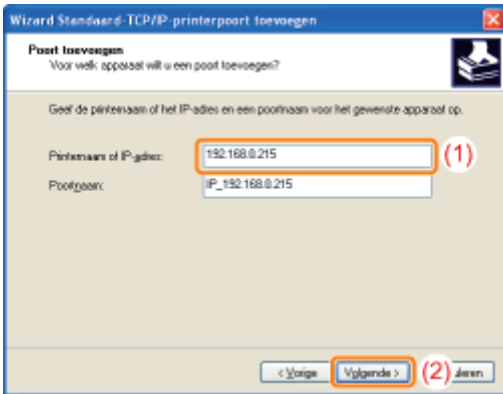 Wizard Standaard-TCP/IP-printerpoort toevoegen
Poort toevoegen
Voor welk apparaat wilt u een poort toevoegen?
Geef de printernaam of het IP-adres en een poortnaam voor het gewenste apparaat op.
Printernaam of IP-adres: 192.168.0.215 (1)
Poortnaam: IP_192.168.0.215
< Vorige Volgende > (2)